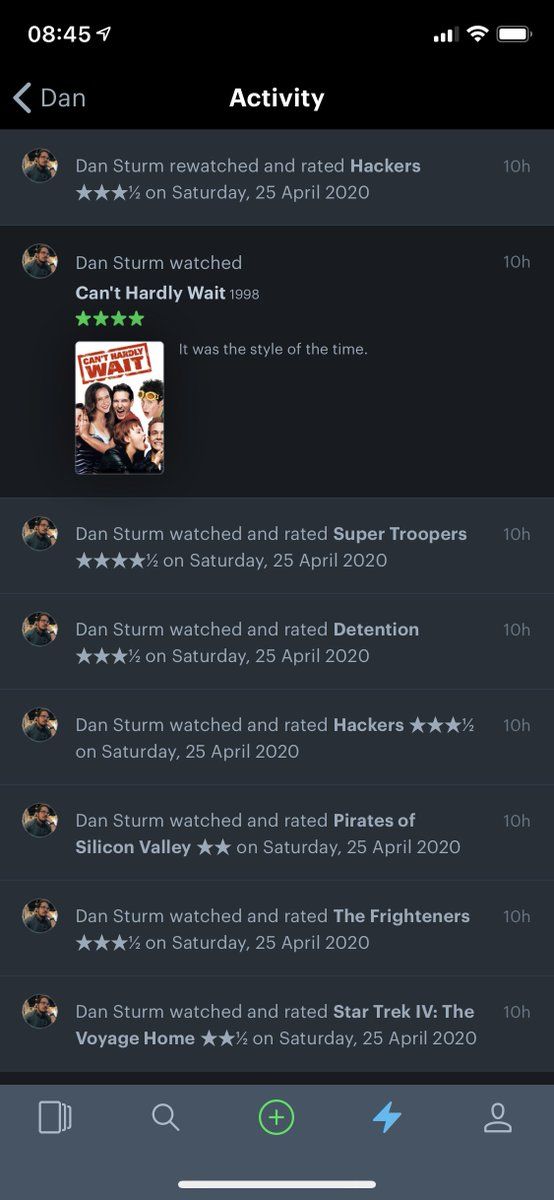 08:45
Dan
Activity
Dan Sturm rewatched and rated Hackers
★★★½ on Saturday, 25 April 2020
10h
Dan Sturm watched
10h
Can't Hardly Wait 1998
★★★★
CAN'T HARDLY
WAIT
It was the style of the time.
Dan Sturm watched and rated Super Troopers
★★★★½ on Saturday, 25 April 2020
10h
Dan Sturm watched and rated Detention
★★★½ on Saturday, 25 April 2020
10h
Dan Sturm watched and rated Hackers ★★★½
on Saturday, 25 April 2020
10h
Dan Sturm watched and rated Pirates of
Silicon Valley ★★ on Saturday, 25 April 2020
10h
Dan Sturm watched and rated The Frighteners
★★★½ on Saturday, 25 April 2020
10h
Dan Sturm watched and rated Star Trek IV: The
Voyage Home ★★½ on Saturday, 25 April 2020
10h